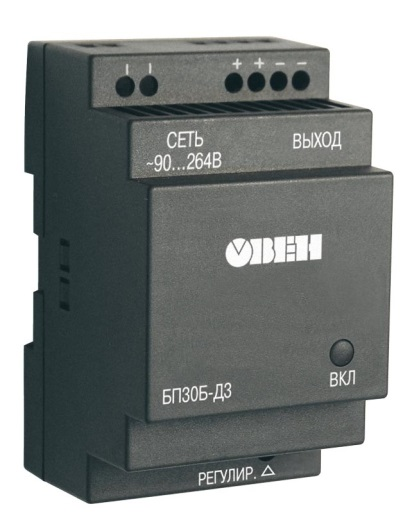 + + − −
СЕТЬ ВЫХОД
~90...264В
ОВЕН
ВКЛ
БП30Б-Д3
РЕГУЛИР. △